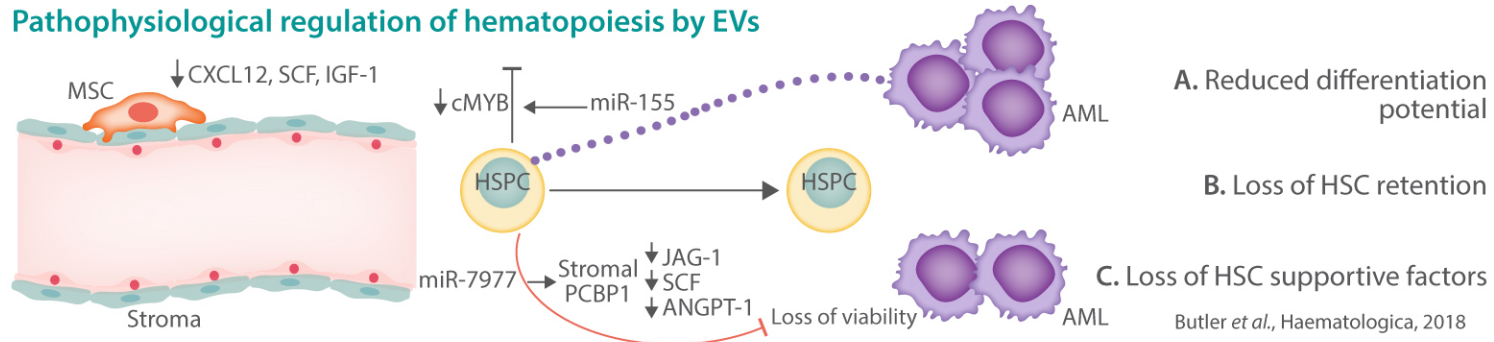 Pathophysiological regulation of hematopoiesis by EVs
MSC
CXCL12, SCF, IGF-1
cMYB
miR-155
AML
HSPC
HSPC
miR-7977
Stromal
PCBP1
JAG-1
SCF
ANGPT-1
Loss of viability
AML
Stroma
A. Reduced differentiation
potential
B. Loss of HSC retention
C. Loss of HSC supportive factors
Butler et al., Haematologica, 2018